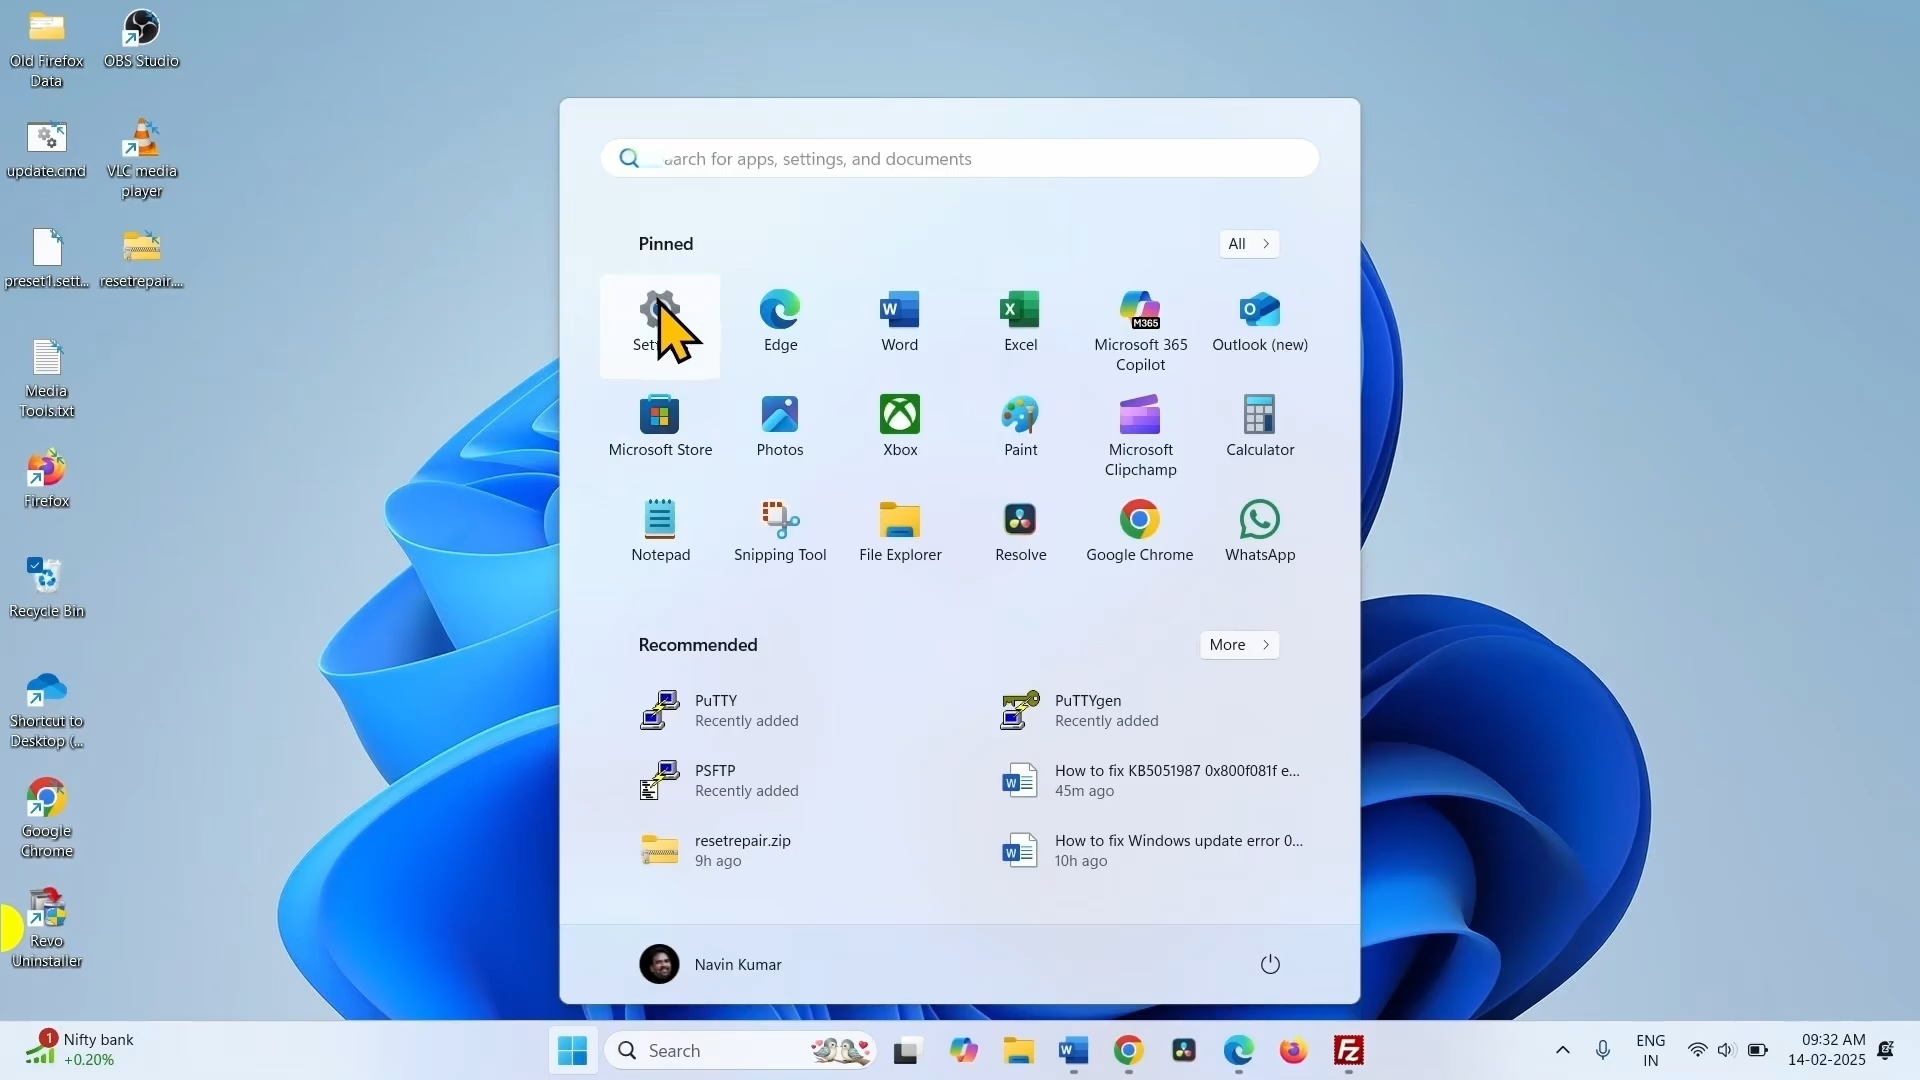 Old Firefox
Data
OBS Studio
update.cmd
VLC media
player
preset1.sett...
resetrepair....
Media
Tools.txt
Firefox
Recycle Bin
Shortcut to
Desktop (...
Google
Chrome
Revo
Uninstaller
for apps, settings, and documents
Pinned
All
Edge
Word
Excel
Microsoft 365
Copilot
Outlook (new)
W
X
M365
O
Microsoft Store
Photos
Xbox
Paint
Microsoft
Clipchamp
Calculator
Notepad
Snipping Tool
File Explorer
Resolve
Google Chrome
WhatsApp
Recommended
More
PuTTY
Recently added
PuTTYgen
Recently added
PSFTP
Recently added
W
How to fix KB5051987 0x800f081f e...
45m ago
resetrepair.zip
9h ago
W
How to fix Windows update error 0...
10h ago
Navin Kumar
1
Nifty bank
+0.20%
Search
W
FZ
ENG
IN
09:32 AM
14-02-2025